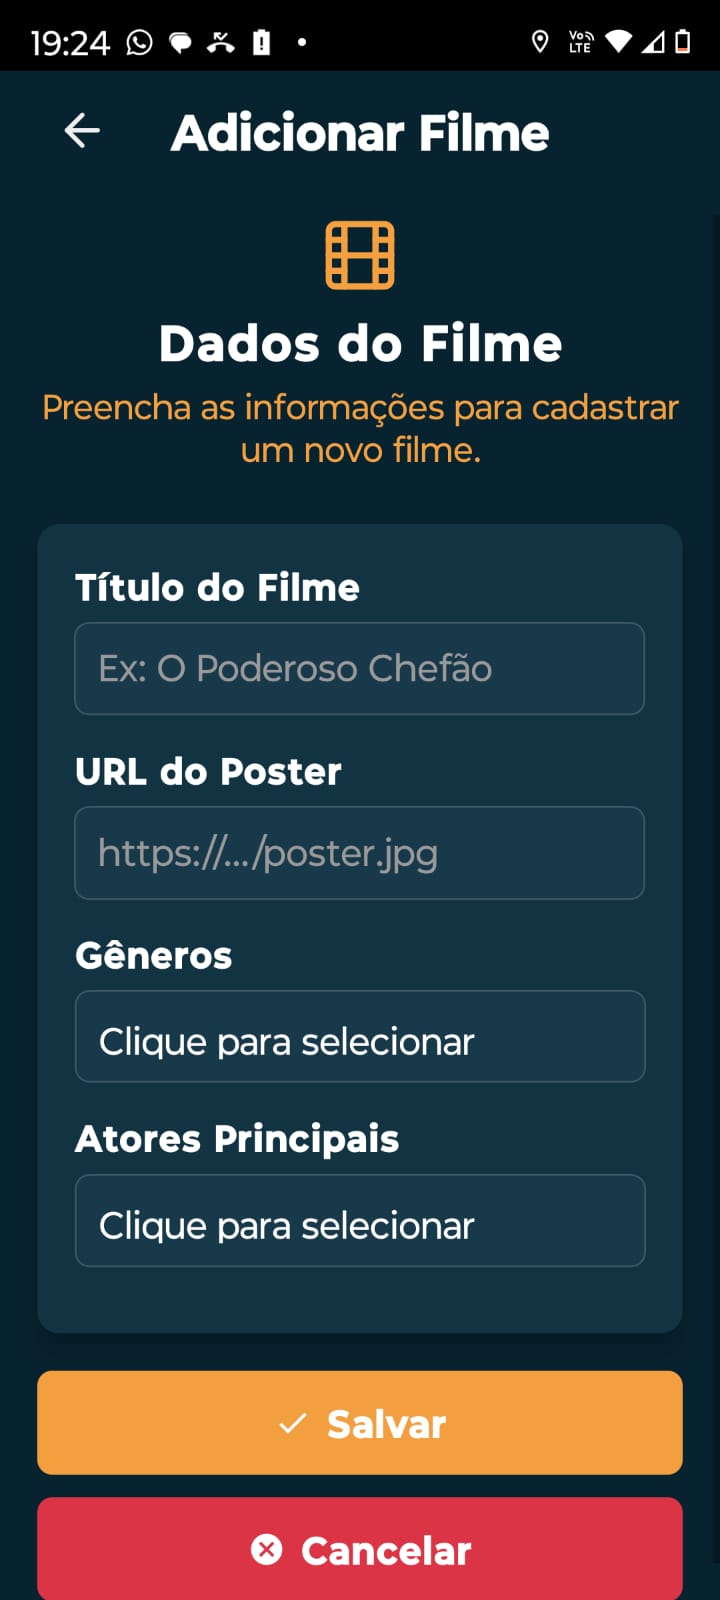 19:24
Vo LTE
Adicionar Filme
Dados do Filme
Preencha as informações para cadastrar
um novo filme.
Título do Filme
Ex: O Poderoso Chefão
URL do Poster
https://.../poster.jpg
Gêneros
Clique para selecionar
Atores Principais
Clique para selecionar
Salvar
Cancelar